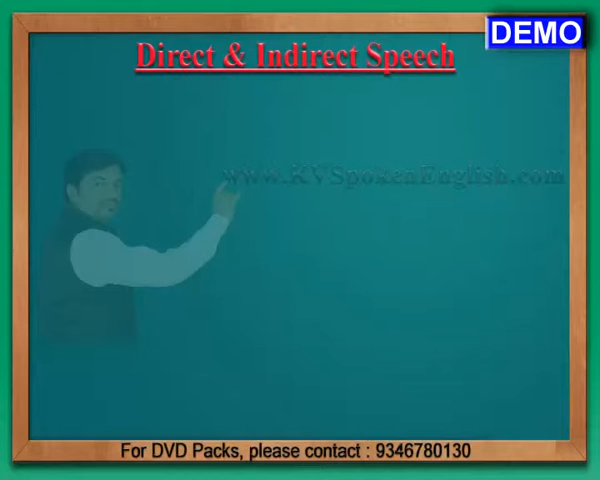 DEMO
Direct & Indirect Speech
www.KVSpokenEnglish.com
For DVD Packs, please contact : 9346780130